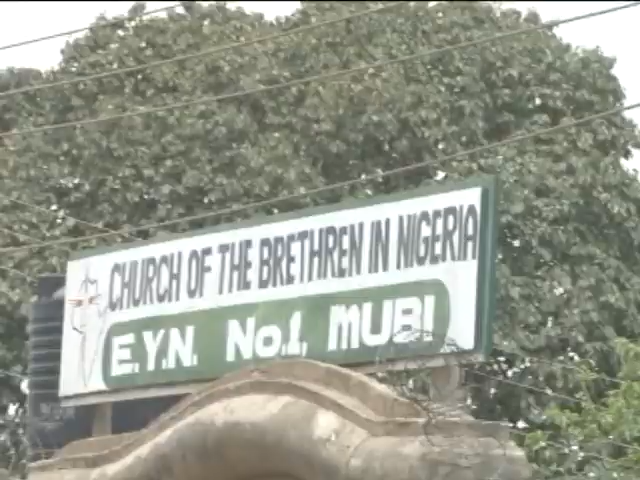 CHURCH OF THE BRETHREN IN NIGERIA
E.Y.N. No.1, MUBI